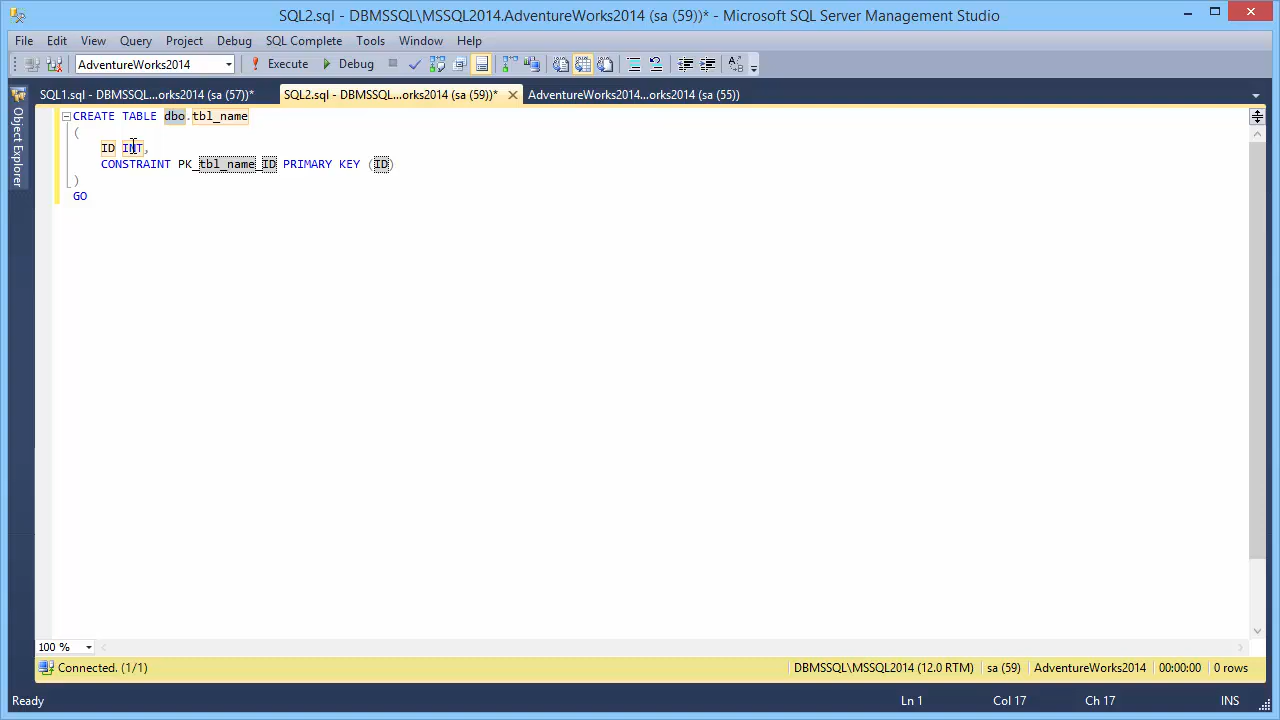 SQL2.sql - DBMSSQL\MSSQL2014.AdventureWorks2014 (sa (59))* - Microsoft SQL Server Management Studio
File Edit View Query Project Debug SQL Complete Tools Window Help
AdventureWorks2014 Execute Debug
SQL1.sql - DBMSSQL...orks2014 (sa (57))* SQL2.sql - DBMSSQL...orks2014 (sa (59))* AdventureWorks2014...orks2014 (sa (55))
Object Explorer
CREATE TABLE dbo.tbl_name
(
ID INT,
CONSTRAINT PK_tbl_name_ID PRIMARY KEY (ID)
)
GO
100 %
Connected. (1/1) DBMSSQL\MSSQL2014 (12.0 RTM) sa (59) AdventureWorks2014 00:00:00 0 rows
Ready Ln 1 Col 17 Ch 17 INS